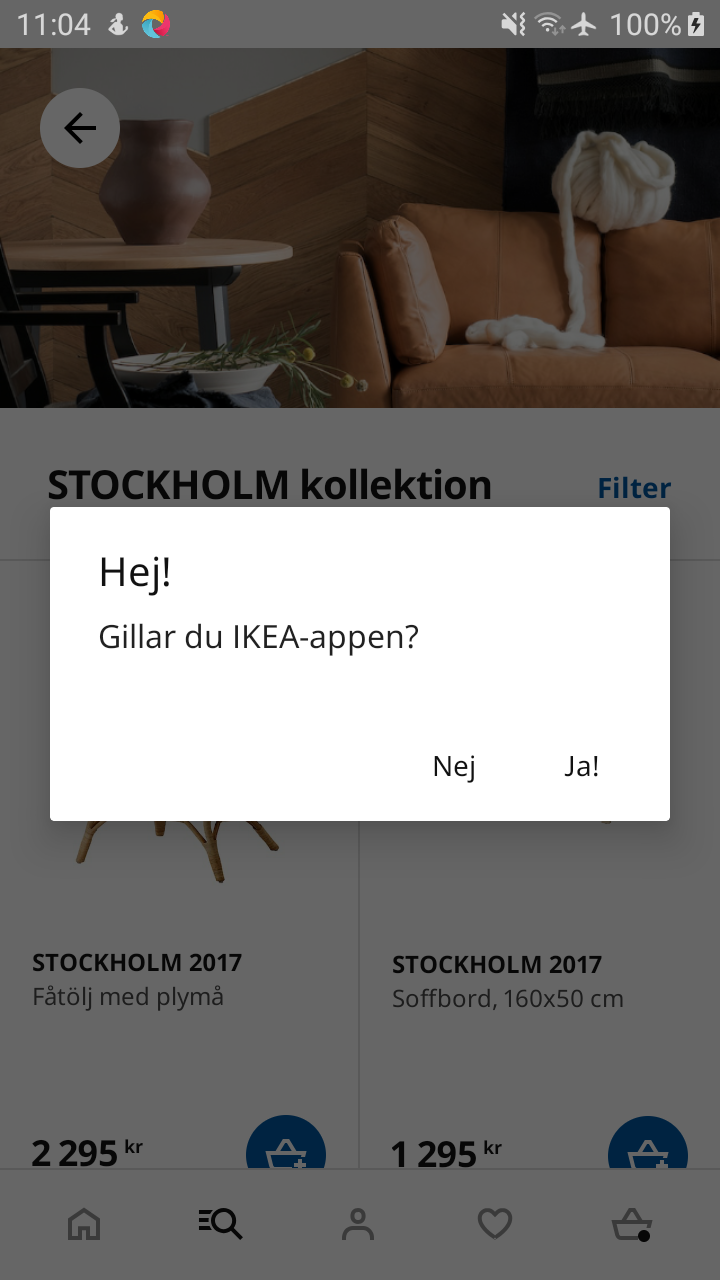 11:04
100%
STOCKHOLM kollektion
Filter
Hej!
Gillar du IKEA-appen?
Nej
Ja!
STOCKHOLM 2017
Fåtölj med plymå
2 295 kr
STOCKHOLM 2017
Soffbord, 160x50 cm
1 295 kr